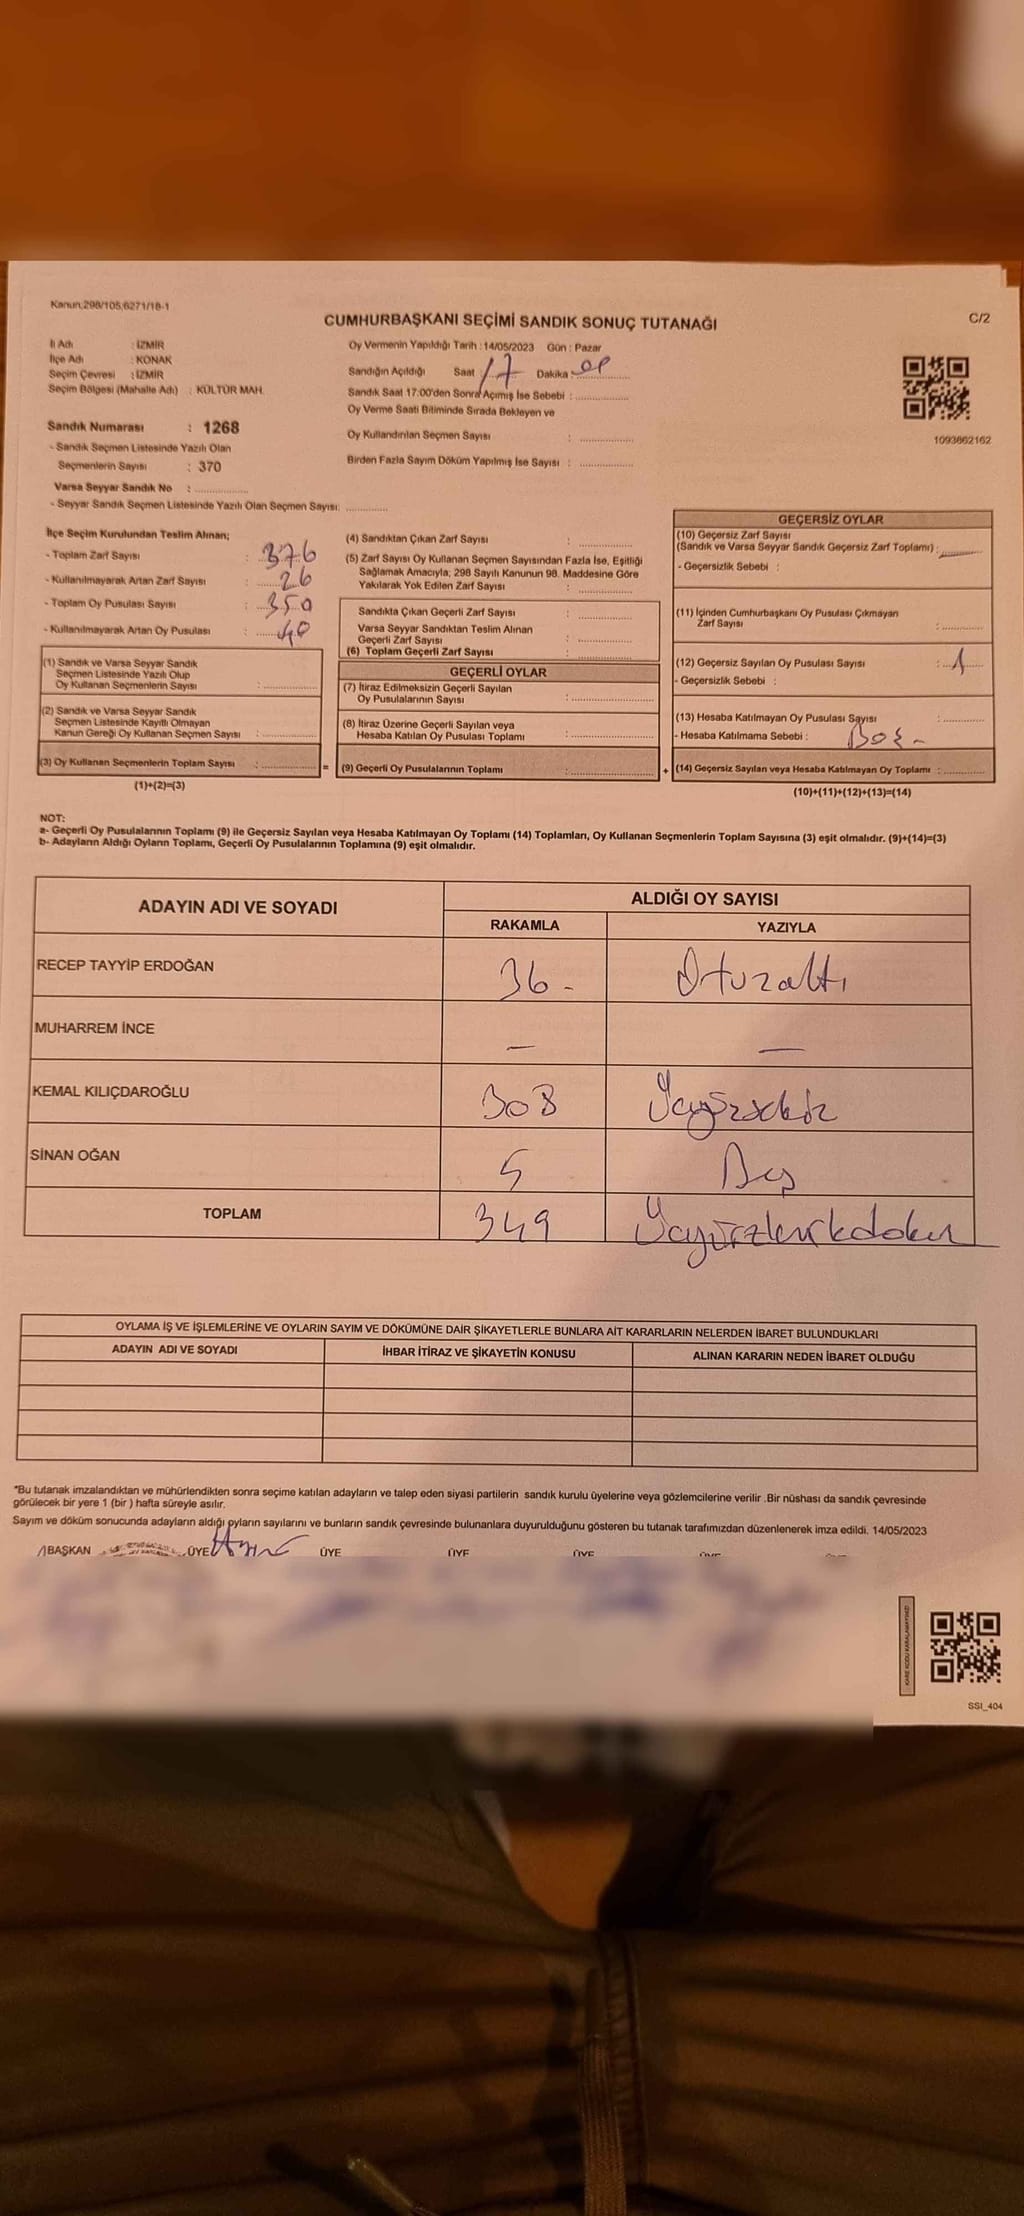 Kanun:298/105,6271/18-1
CUMHURBAŞKANI SEÇİMİ SANDIK SONUÇ TUTANAĞI
C/2
İl Adı : İZMİR
İlçe Adı : KONAK
Seçim Çevresi : İZMİR
Seçim Bölgesi (Mahalle Adı) : KÜLTÜR MAH.
Sandık Numarası : 1268
- Sandık Seçmen Listesinde Yazılı Olan
Seçmenlerin Sayısı : 370
Varsa Seyyar Sandık No :
- Seyyar Sandık Seçmen Listesinde Yazılı Olan Seçmen Sayısı:
Oy Vermenin Yapıldığı Tarih : 14/05/2023 Gün : Pazar
Sandığın Açıldığı Saat : 17 Dakika :
Sandık Saat 17:00'den Sonra Açımış İse Sebebi :
Oy Verme Saati Bitiminde Sırada Bekleyen ve
Oy Kullandırılan Seçmen Sayısı :
Birden Fazla Sayım Döküm Yapılmış İse Sayısı :
1093662162
İlçe Seçim Kurulundan Teslim Alınan;
- Toplam Zarf Sayısı : 376
- Kullanılmayarak Artan Zarf Sayısı : 26
- Toplam Oy Pusulası Sayısı : 350
- Kullanılmayarak Artan Oy Pusulası : 40
(1) Sandık ve Varsa Seyyar Sandık
Seçmen Listesinde Yazılı Olup
Oy Kullanan Seçmenlerin Sayısı :
(2) Sandık ve Varsa Seyyar Sandık
Seçmen Listesinde Kayıtlı Olmayan
Kanun Gereği Oy Kullanan Seçmen Sayısı :
(3) Oy Kullanan Seçmenlerin Toplam Sayısı :
(1)+(2)=(3)
(4) Sandıktan Çıkan Zarf Sayısı :
(5) Zarf Sayısı Oy Kullanan Seçmen Sayısından Fazla İse, Eşitliği
Sağlamak Amacıyla; 298 Sayılı Kanunun 98. Maddesine Göre
Yakılarak Yok Edilen Zarf Sayısı :
Sandıkta Çıkan Geçerli Zarf Sayısı :
Varsa Seyyar Sandıktan Teslim Alınan
Geçerli Zarf Sayısı :
(6) Toplam Geçerli Zarf Sayısı
GEÇERLİ OYLAR
(7) İtiraz Edilmeksizin Geçerli Sayılan
Oy Pusulalarının Sayısı :
(8) İtiraz Üzerine Geçerli Sayılan veya
Hesaba Katılan Oy Pusulası Toplamı :
= (9) Geçerli Oy Pusulalarının Toplamı :
GEÇERSİZ OYLAR
(10) Geçersiz Zarf Sayısı
(Sandık ve Varsa Seyyar Sandık Geçersiz Zarf Toplamı) :
- Geçersizlik Sebebi :
(11) İçinden Cumhurbaşkanı Oy Pusulası Çıkmayan
Zarf Sayısı :
(12) Geçersiz Sayılan Oy Pusulası Sayısı : 1
- Geçersizlik Sebebi :
(13) Hesaba Katılmayan Oy Pusulası Sayısı :
- Hesaba Katılmama Sebebi : Boş -
+ (14) Geçersiz Sayılan veya Hesaba Katılmayan Oy Toplamı :
(10)+(11)+(12)+(13)=(14)
NOT:
a- Geçerli Oy Pusulalarının Toplamı (9) ile Geçersiz Sayılan veya Hesaba Katılmayan Oy Toplamı (14) Toplamları, Oy Kullanan Seçmenlerin Toplam Sayısına (3) eşit olmalıdır. (9)+(14)=(3)
b- Adayların Aldığı Oyların Toplamı, Geçerli Oy Pusulalarının Toplamına (9) eşit olmalıdır.
ADAYIN ADI VE SOYADI
ALDIĞI OY SAYISI
RAKAMLA
YAZIYLA
RECEP TAYYİP ERDOĞAN 36 - Otuzaltı
MUHARREM İNCE — —
KEMAL KILIÇDAROĞLU 308 Üçyüzsekiz
SİNAN OĞAN 5 Beş
TOPLAM 349 Üçyüzkırkdokuz
OYLAMA İŞ VE İŞLEMLERİNE VE OYLARIN SAYIM VE DÖKÜMÜNE DAİR ŞİKAYETLERLE BUNLARA AİT KARARLARIN NELERDEN İBARET BULUNDUKLARI
ADAYIN ADI VE SOYADI
İHBAR İTİRAZ VE ŞİKAYETİN KONUSU
ALINAN KARARIN NEDEN İBARET OLDUĞU
*Bu tutanak imzalandıktan ve mühürlendikten sonra seçime katılan adayların ve talep eden siyasi partilerin sandık kurulu üyelerine veya gözlemcilerine verilir .Bir nüshası da sandık çevresinde
görülecek bir yere 1 (bir ) hafta süreyle asılır.
Sayım ve döküm sonucunda adayların aldığı oyların sayılarını ve bunların sandık çevresinde bulunanlara duyurulduğunu gösteren bu tutanak tarafımızdan düzenlenerek imza edildi. 14/05/2023
BAŞKAN ÜYE ÜYE ÜYE ÜYE ÜYE
KARE KODU KARALAMAYINIZ!
SSI_404